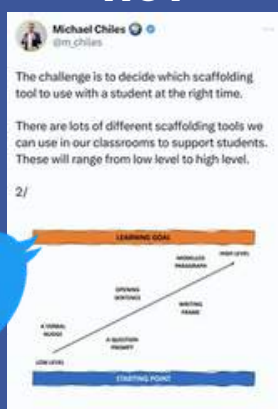 Michael Chiles
@m_chiles
The challenge is to decide which scaffolding
tool to use with a student at the right time.
There are lots of different scaffolding tools we
can use in our classrooms to support students.
These will range from low level to high level.
2/
LEARNING GOAL
HIGH LEVEL
MODELLED
PARAGRAPH
OPENING
SENTENCE
WRITING
FRAME
A VERBAL
NUDGE
A QUESTION
PROMPT
LOW LEVEL
STARTING POINT